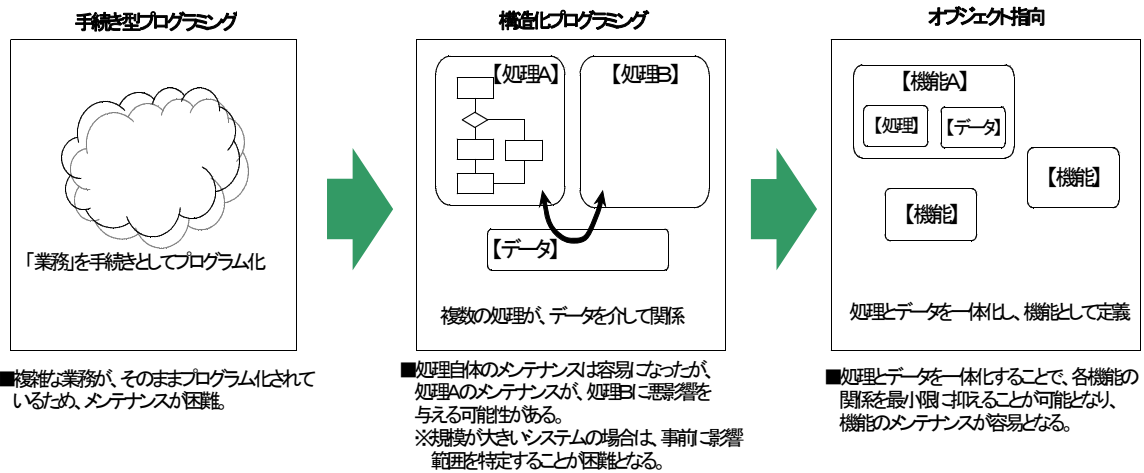 手続き型プログラミング
「業務」を手続きとしてプログラム化
■複雑な業務が、そのままプログラム化されて
いるため、メンテナンスが困難。
構造化プログラミング
【処理A】
【処理B】
【データ】
複数の処理が、データを介して関係
■処理自体のメンテナンスは容易になったが、
処理Aのメンテナンスが、処理Bに悪影響を
与える可能性がある。
※規模が大きいシステムの場合は、事前に影響
範囲を特定することが困難となる。
オブジェクト指向
【機能A】
【処理】
【データ】
【機能】
【機能】
処理とデータを一体化し、機能として定義
■処理とデータを一体化することで、各機能の
関係を最小限に抑えることが可能となり、
機能のメンテナンスが容易となる。